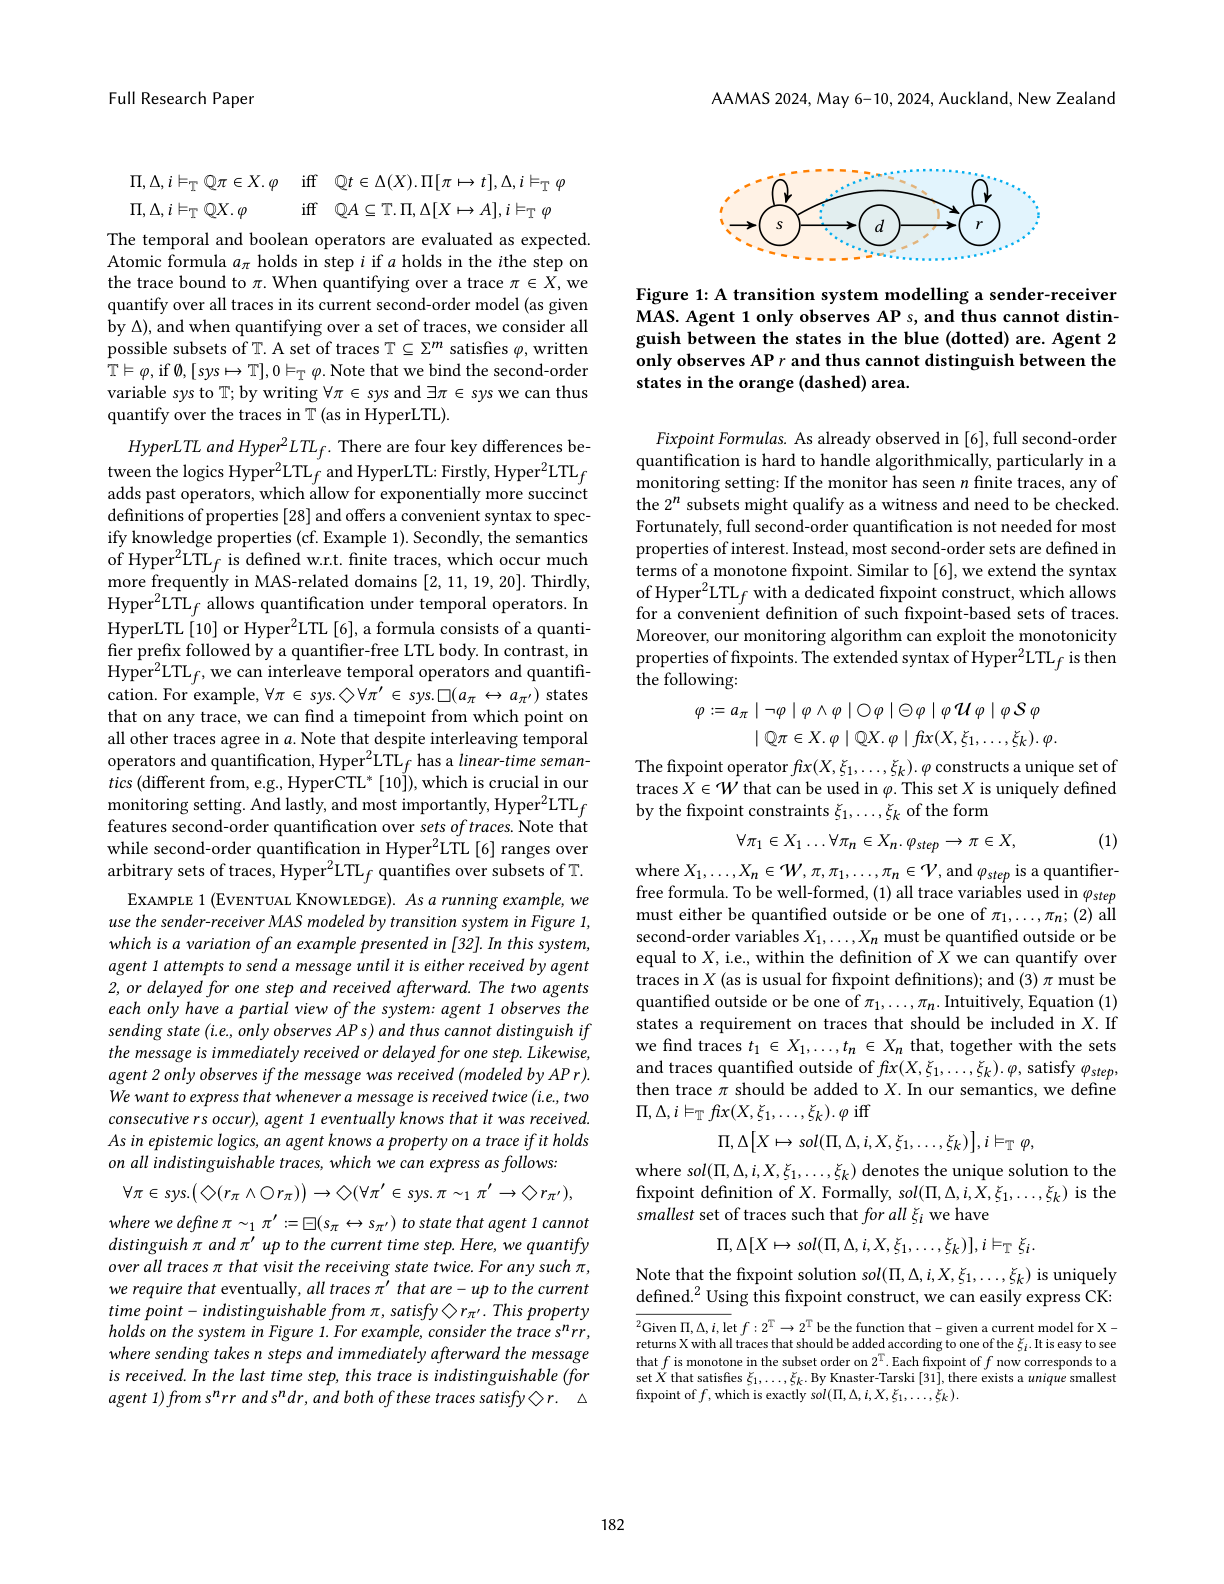 Full Research Paper
AAMAS 2024, May 6–10, 2024, Auckland, New Zealand
Π, Δ, i ⊨𝕋 ℚπ ∈ X. φ iff ℚt ∈ Δ(X). Π[π ↦ t], Δ, i ⊨𝕋 φ
Π, Δ, i ⊨𝕋 ℚX. φ iff ℚA ⊆ 𝕋. Π, Δ[X ↦ A], i ⊨𝕋 φ
The temporal and boolean operators are evaluated as expected.
Atomic formula aπ holds in step i if a holds in the ithe step on
the trace bound to π. When quantifying over a trace π ∈ X, we
quantify over all traces in its current second-order model (as given
by Δ), and when quantifying over a set of traces, we consider all
possible subsets of 𝕋. A set of traces 𝕋 ⊆ Σᵐ satisfies φ, written
𝕋 ⊨ φ, if ∅, [sys ↦ 𝕋], 0 ⊨𝕋 φ. Note that we bind the second-order
variable sys to 𝕋; by writing ∀π ∈ sys and ∃π ∈ sys we can thus
quantify over the traces in 𝕋 (as in HyperLTL).
HyperLTL and Hyper²LTLf. There are four key differences be-
tween the logics Hyper²LTLf and HyperLTL: Firstly, Hyper²LTLf
adds past operators, which allow for exponentially more succinct
definitions of properties [28] and offers a convenient syntax to spec-
ify knowledge properties (cf. Example 1). Secondly, the semantics
of Hyper²LTLf is defined w.r.t. finite traces, which occur much
more frequently in MAS-related domains [2, 11, 19, 20]. Thirdly,
Hyper²LTLf allows quantification under temporal operators. In
HyperLTL [10] or Hyper²LTL [6], a formula consists of a quanti-
fier prefix followed by a quantifier-free LTL body. In contrast, in
Hyper²LTLf, we can interleave temporal operators and quantifi-
cation. For example, ∀π ∈ sys. ◇∀π′ ∈ sys. □(aπ ↔ aπ′) states
that on any trace, we can find a timepoint from which point on
all other traces agree in a. Note that despite interleaving temporal
operators and quantification, Hyper²LTLf has a linear-time seman-
tics (different from, e.g., HyperCTL* [10]), which is crucial in our
monitoring setting. And lastly, and most importantly, Hyper²LTLf
features second-order quantification over sets of traces. Note that
while second-order quantification in Hyper²LTL [6] ranges over
arbitrary sets of traces, Hyper²LTLf quantifies over subsets of 𝕋.
Example 1 (Eventual Knowledge). As a running example, we
use the sender-receiver MAS modeled by transition system in Figure 1,
which is a variation of an example presented in [32]. In this system,
agent 1 attempts to send a message until it is either received by agent
2, or delayed for one step and received afterward. The two agents
each only have a partial view of the system: agent 1 observes the
sending state (i.e., only observes AP s) and thus cannot distinguish if
the message is immediately received or delayed for one step. Likewise,
agent 2 only observes if the message was received (modeled by AP r).
We want to express that whenever a message is received twice (i.e., two
consecutive r s occur), agent 1 eventually knows that it was received.
As in epistemic logics, an agent knows a property on a trace if it holds
on all indistinguishable traces, which we can express as follows:
∀π ∈ sys. (◇(rπ ∧ ○rπ)) → ◇(∀π′ ∈ sys. π ∼₁ π′ → ◇rπ′),
where we define π ∼₁ π′ := ⊟(sπ ↔ sπ′) to state that agent 1 cannot
distinguish π and π′ up to the current time step. Here, we quantify
over all traces π that visit the receiving state twice. For any such π,
we require that eventually, all traces π′ that are – up to the current
time point – indistinguishable from π, satisfy ◇rπ′. This property
holds on the system in Figure 1. For example, consider the trace sⁿrr,
where sending takes n steps and immediately afterward the message
is received. In the last time step, this trace is indistinguishable (for
agent 1) from sⁿrr and sⁿdr, and both of these traces satisfy ◇r. △
s d r
Figure 1: A transition system modelling a sender-receiver
MAS. Agent 1 only observes AP s, and thus cannot distin-
guish between the states in the blue (dotted) are. Agent 2
only observes AP r and thus cannot distinguish between the
states in the orange (dashed) area.
Fixpoint Formulas. As already observed in [6], full second-order
quantification is hard to handle algorithmically, particularly in a
monitoring setting: If the monitor has seen n finite traces, any of
the 2ⁿ subsets might qualify as a witness and need to be checked.
Fortunately, full second-order quantification is not needed for most
properties of interest. Instead, most second-order sets are defined in
terms of a monotone fixpoint. Similar to [6], we extend the syntax
of Hyper²LTLf with a dedicated fixpoint construct, which allows
for a convenient definition of such fixpoint-based sets of traces.
Moreover, our monitoring algorithm can exploit the monotonicity
properties of fixpoints. The extended syntax of Hyper²LTLf is then
the following:
φ := aπ | ¬φ | φ ∧ φ | ○φ | ⊖φ | φ 𝓤 φ | φ 𝓢 φ
| ℚπ ∈ X. φ | ℚX. φ | fix(X, ξ₁, . . . , ξₖ). φ.
The fixpoint operator fix(X, ξ₁, . . . , ξₖ). φ constructs a unique set of
traces X ∈ 𝓦 that can be used in φ. This set X is uniquely defined
by the fixpoint constraints ξ₁, . . . , ξₖ of the form
∀π₁ ∈ X₁ . . . ∀πₙ ∈ Xₙ. φstep → π ∈ X, (1)
where X₁, . . . , Xₙ ∈ 𝓦, π, π₁, . . . , πₙ ∈ 𝓥, and φstep is a quantifier-
free formula. To be well-formed, (1) all trace variables used in φstep
must either be quantified outside or be one of π₁, . . . , πₙ; (2) all
second-order variables X₁, . . . , Xₙ must be quantified outside or be
equal to X, i.e., within the definition of X we can quantify over
traces in X (as is usual for fixpoint definitions); and (3) π must be
quantified outside or be one of π₁, . . . , πₙ. Intuitively, Equation (1)
states a requirement on traces that should be included in X. If
we find traces t₁ ∈ X₁, . . . , tₙ ∈ Xₙ that, together with the sets
and traces quantified outside of fix(X, ξ₁, . . . , ξₖ). φ, satisfy φstep,
then trace π should be added to X. In our semantics, we define
Π, Δ, i ⊨𝕋 fix(X, ξ₁, . . . , ξₖ). φ iff
Π, Δ[X ↦ sol(Π, Δ, i, X, ξ₁, . . . , ξₖ)], i ⊨𝕋 φ,
where sol(Π, Δ, i, X, ξ₁, . . . , ξₖ) denotes the unique solution to the
fixpoint definition of X. Formally, sol(Π, Δ, i, X, ξ₁, . . . , ξₖ) is the
smallest set of traces such that for all ξᵢ we have
Π, Δ[X ↦ sol(Π, Δ, i, X, ξ₁, . . . , ξₖ)], i ⊨𝕋 ξᵢ.
Note that the fixpoint solution sol(Π, Δ, i, X, ξ₁, . . . , ξₖ) is uniquely
defined.² Using this fixpoint construct, we can easily express CK:
²Given Π, Δ, i, let f : 2^𝕋 → 2^𝕋 be the function that – given a current model for X –
returns X with all traces that should be added according to one of the ξᵢ. It is easy to see
that f is monotone in the subset order on 2^𝕋. Each fixpoint of f now corresponds to a
set X that satisfies ξ₁, . . . , ξₖ. By Knaster-Tarski [31], there exists a unique smallest
fixpoint of f, which is exactly sol(Π, Δ, i, X, ξ₁, . . . , ξₖ).
182